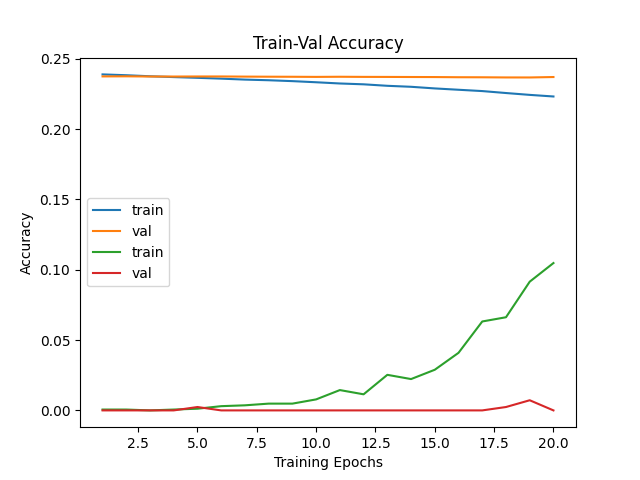 Train-Val Accuracy
Accuracy
0.25
0.20
0.15
0.10
0.05
0.00
train
val
train
val
2.5 5.0 7.5 10.0 12.5 15.0 17.5 20.0
Training Epochs